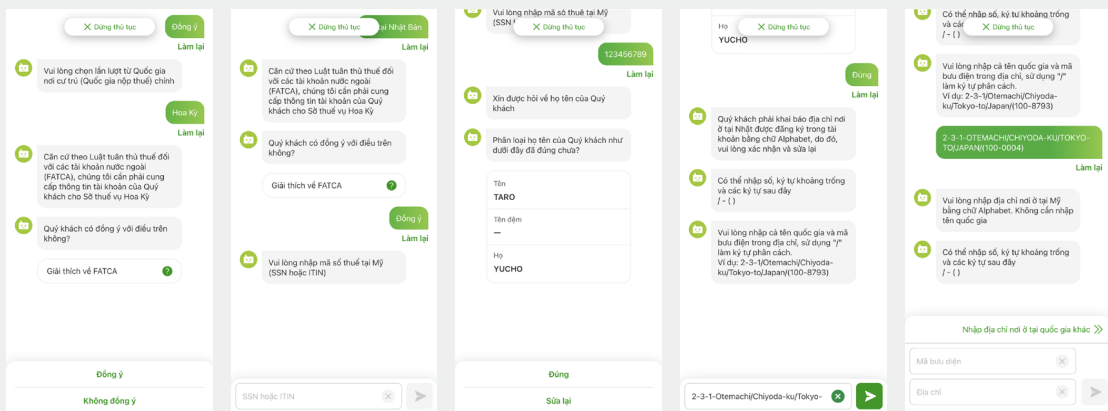 Dừng thủ tục
Đồng ý
Làm lại
Vui lòng chọn lần lượt từ Quốc gia
nơi cư trú (Quốc gia nộp thuế) chính
Hoa Kỳ
Làm lại
Căn cứ theo Luật tuân thủ thuế đối
với các tài khoản nước ngoài
(FATCA), chúng tôi cần phải cung
cấp thông tin tài khoản của Quý
khách cho Sở thuế vụ Hoa Kỳ
Quý khách có đồng ý với điều trên
không?
Giải thích về FATCA
?
Đồng ý
Không đồng ý
Dừng thủ tục
ại Nhật Bản
Làm lại
Căn cứ theo Luật tuân thủ thuế đối
với các tài khoản nước ngoài
(FATCA), chúng tôi cần phải cung
cấp thông tin tài khoản của Quý
khách cho Sở thuế vụ Hoa Kỳ
Quý khách có đồng ý với điều trên
không?
Giải thích về FATCA
?
Đồng ý
Làm lại
Vui lòng nhập mã số thuế tại Mỹ
(SSN hoặc ITIN)
SSN hoặc ITIN
Vui lòng nhập mã số thuế tại Mỹ
(SSN
Dừng thủ tục
123456789
Làm lại
Xin được hỏi về họ tên của Quý
khách
Phân loại họ tên của Quý khách như
dưới đây đã đúng chưa?
Tên
TARO
Tên đệm
—
Họ
YUCHO
Đúng
Sửa lại
Họ
Dừng thủ tục
YUCHO
Đúng
Làm lại
Quý khách phải khai báo địa chỉ nơi
ở tại Nhật được đăng ký trong tài
khoản bằng chữ Alphabet, do đó,
vui lòng xác nhận và sửa lại
Có thể nhập số, ký tự khoảng trống
và các ký tự sau đây
/ - ( )
Vui lòng nhập cả tên quốc gia và mã
bưu điện trong địa chỉ, sử dụng "/"
làm ký tự phân cách.
Ví dụ: 2-3-1/Otemachi/Chiyoda-
ku/Tokyo-to/Japan/(100-8793)
2-3-1-Otemachi/Chiyoda-ku/Tokyo-
Có thể nhập số, ký tự khoảng trống
và các
Dừng thủ tục
/ - ( )
Vui lòng nhập cả tên quốc gia và mã
bưu điện trong địa chỉ, sử dụng "/"
làm ký tự phân cách.
Ví dụ: 2-3-1/Otemachi/Chiyoda-
ku/Tokyo-to/Japan/(100-8793)
2-3-1-OTEMACHI/CHIYODA-KU/TOKYO-
TO/JAPAN/(100-0004)
Làm lại
Vui lòng nhập địa chỉ nơi ở tại Mỹ
bằng chữ Alphabet. Không cần nhập
tên quốc gia
Có thể nhập số, ký tự khoảng trống
và các ký tự sau đây
/ - ( )
Nhập địa chỉ nơi ở tại quốc gia khác
Mã bưu điện
Địa chỉ